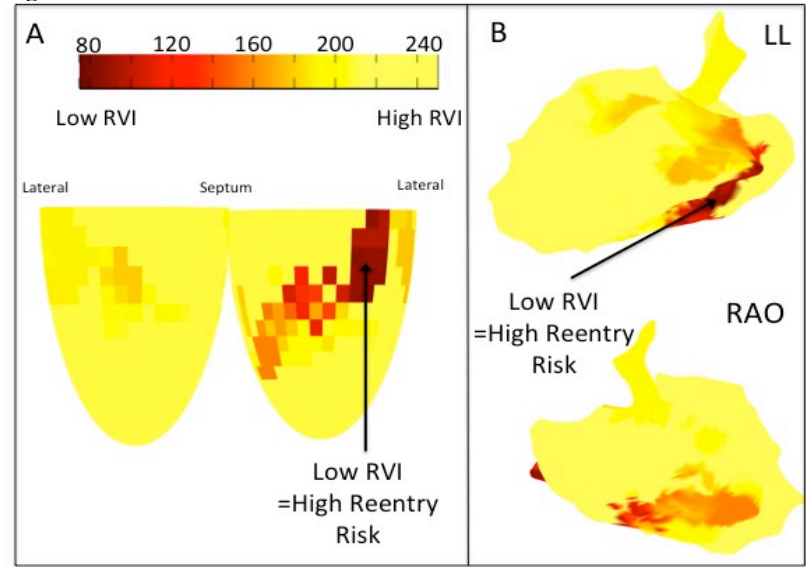 A
80 120 160 200 240
Low RVI High RVI
Lateral Septum Lateral
Low RVI
=High Reentry
Risk
B
LL
Low RVI
=High Reentry
Risk
RAO